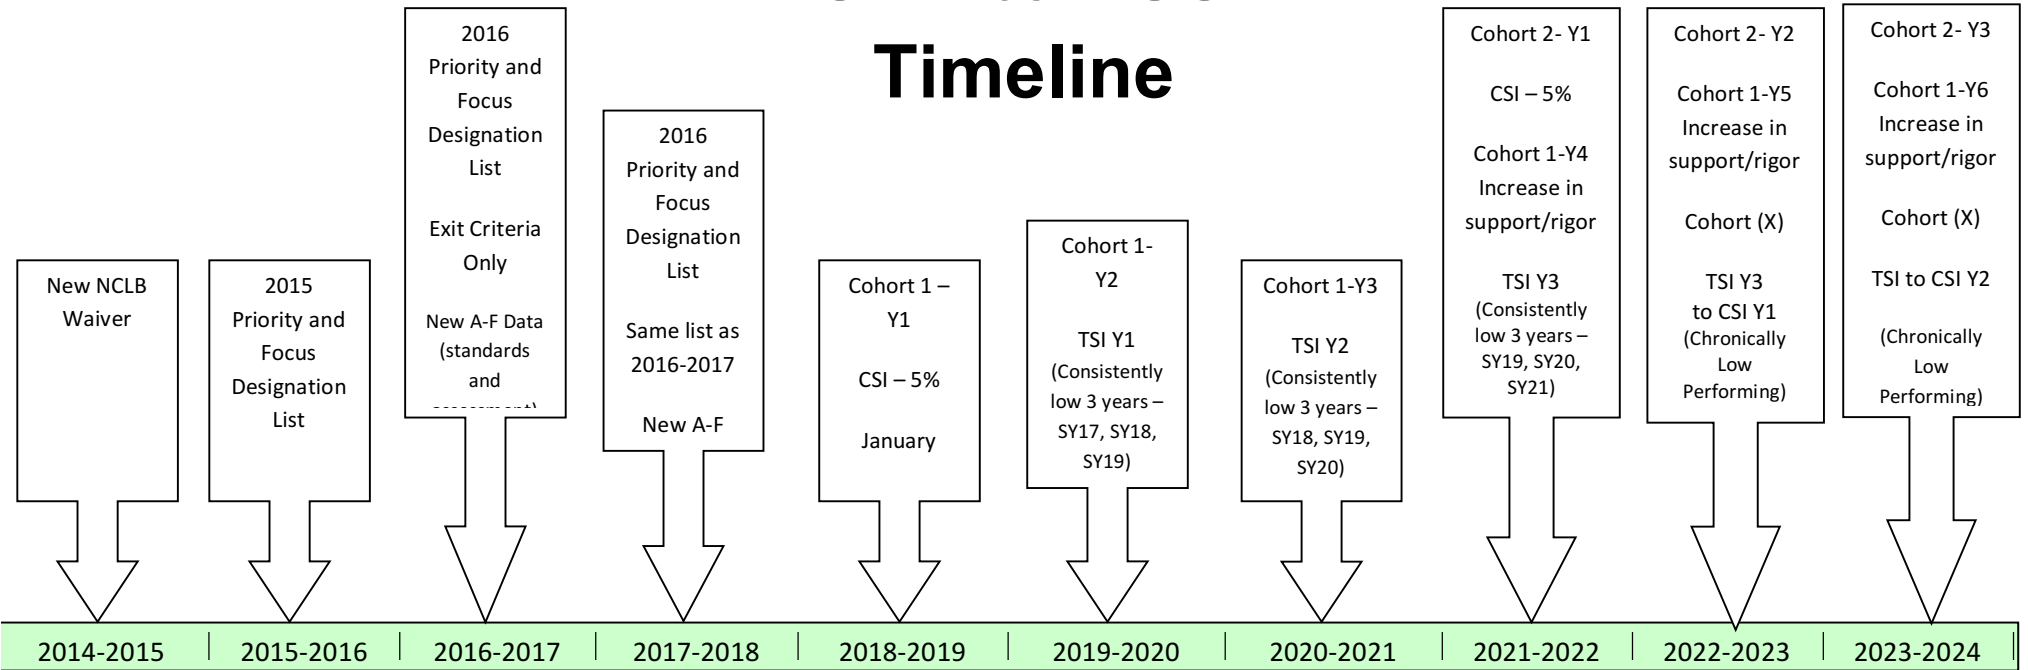 Timeline
New NCLB
Waiver
2015
Priority and
Focus
Designation
List
2016
Priority and
Focus
Designation
List
Exit Criteria
Only
New A-F Data
(standards
and
2016
Priority and
Focus
Designation
List
Same list as
2016-2017
New A-F
Cohort 1 –
Y1
CSI – 5%
January
Cohort 1-
Y2
TSI Y1
(Consistently
low 3 years –
SY17, SY18,
SY19)
Cohort 1-Y3
TSI Y2
(Consistently
low 3 years –
SY18, SY19,
SY20)
Cohort 2- Y1
CSI – 5%
Cohort 1-Y4
Increase in
support/rigor
TSI Y3
(Consistently
low 3 years –
SY19, SY20,
SY21)
Cohort 2- Y2
Cohort 1-Y5
Increase in
support/rigor
Cohort (X)
TSI Y3
to CSI Y1
(Chronically
Low
Performing)
Cohort 2- Y3
Cohort 1-Y6
Increase in
support/rigor
Cohort (X)
TSI to CSI Y2
(Chronically
Low
Performing)
2014-2015
2015-2016
2016-2017
2017-2018
2018-2019
2019-2020
2020-2021
2021-2022
2022-2023
2023-2024